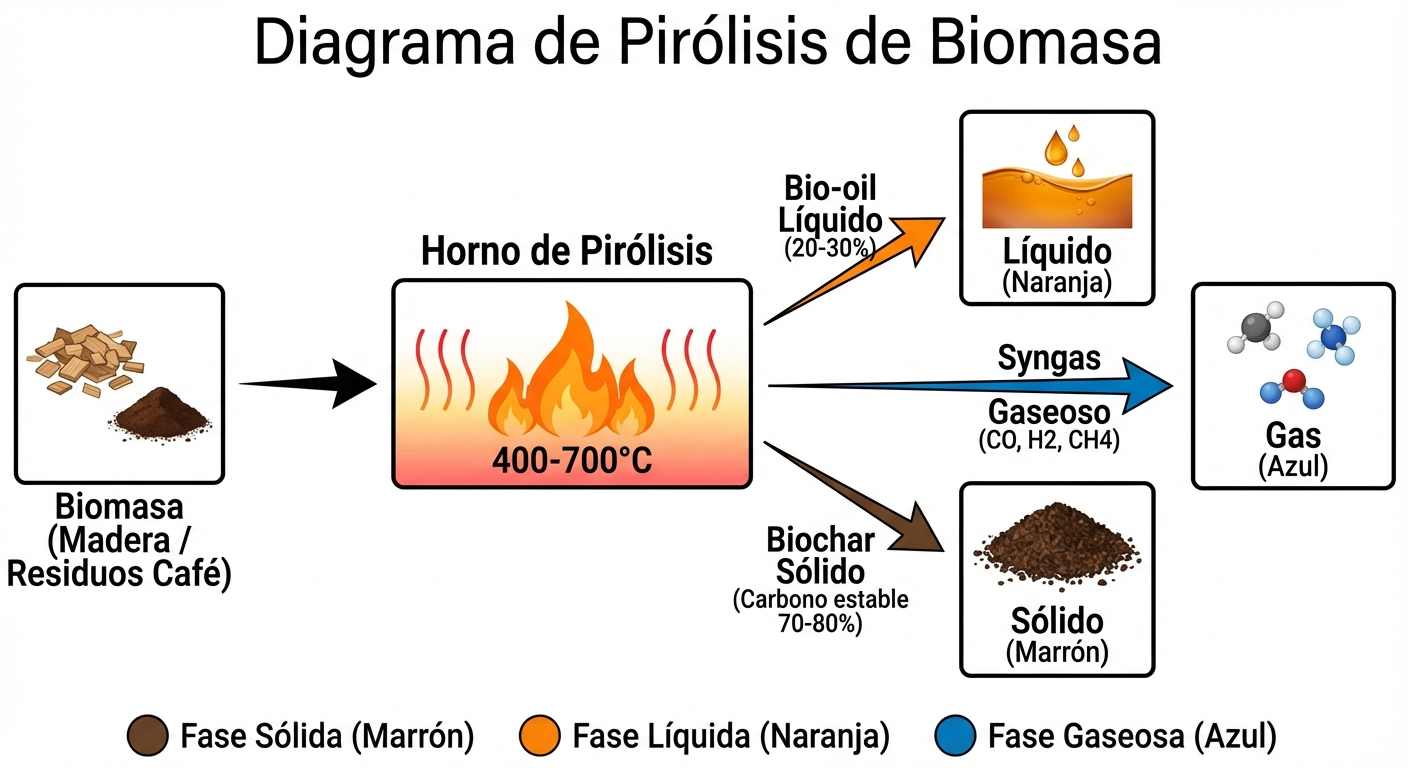 Diagrama de Pirólisis de Biomasa
Biomasa
(Madera /
Residuos Café)
Horno de Pirólisis
400-700°C
Bio-oil
Líquido
(20-30%)
Líquido
(Naranja)
Syngas
Gaseoso
(CO, H2, CH4)
Gas
(Azul)
Biochar
Sólido
(Carbono estable
70-80%)
Sólido
(Marrón)
Fase Sólida (Marrón)
Fase Líquida (Naranja)
Fase Gaseosa (Azul)